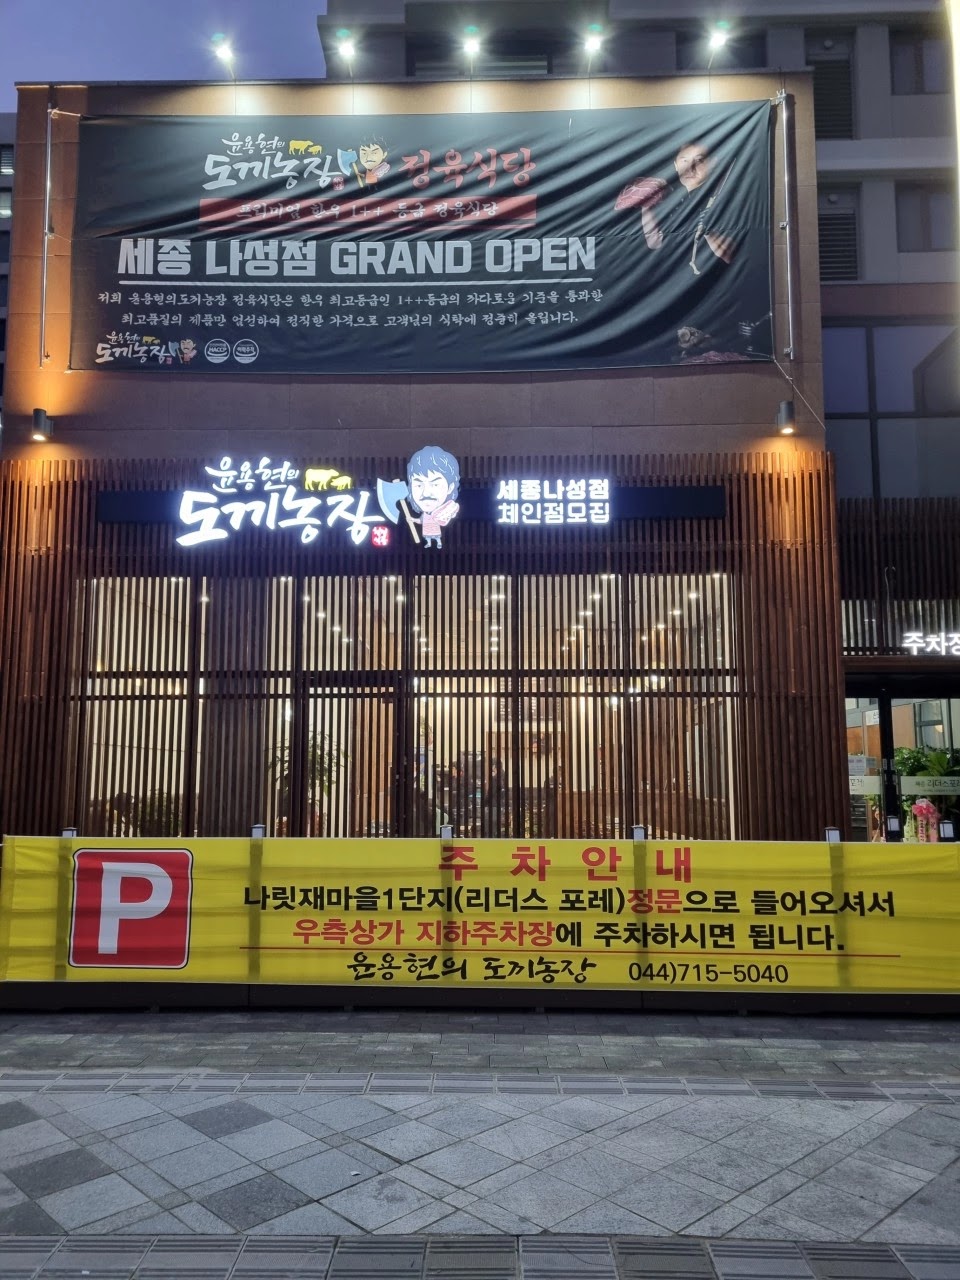 윤용현의
도끼농장 정육식당
프리미엄 한우 1++ 등급 정육식당
세종 나성점 GRAND OPEN
저희 윤용현의도끼농장 정육식당은 한우 최고등급인 1++등급의 까다로운 기준을 통과한
최고품질의 제품만 엄선하여 정직한 가격으로 고객님의 식탁에 정중히 올립니다.
윤용현의
도끼농장
HACCP
윤용현의
도끼농장
세종나성점
체인점모집
주차장
리더스포레
P
주차안내
나릿재마을1단지(리더스 포레)정문으로 들어오셔서
우측상가 지하주차장에 주차하시면 됩니다.
윤용현의 도끼농장 044)715-5040